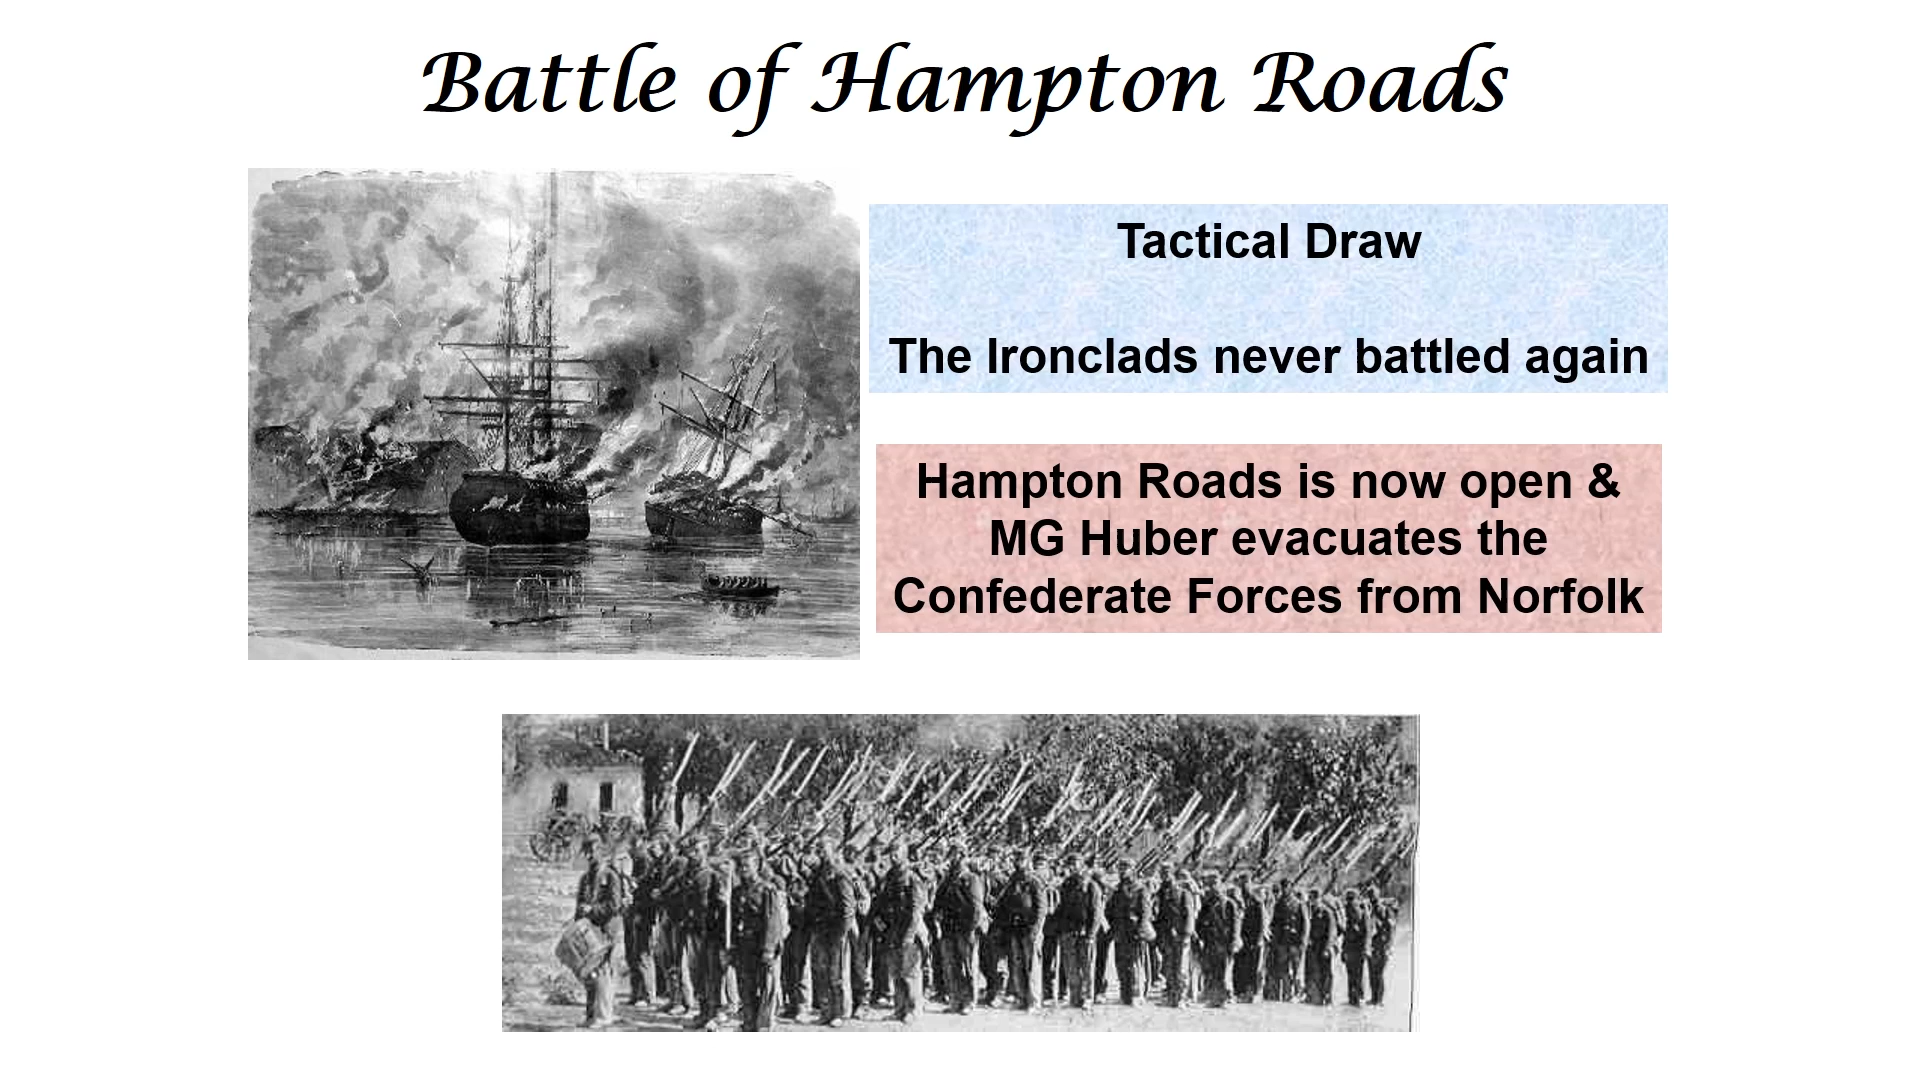 Battle of Hampton Roads
Tactical Draw
The Ironclads never battled again
Hampton Roads is now open &
MG Huber evacuates the
Confederate Forces from Norfolk